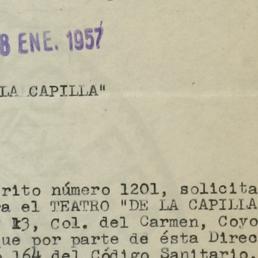 8 ENE. 1957
LA CAPILLA"
rito número 1201, solicita
a el TEATRO "DE LA CAPILLA
13, Col. del Carmen, Coyo
ue por parte de ésta Direc
164 del Código Sanitario,